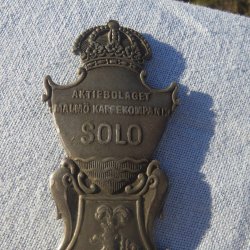 AKTIEBOLAGET
MALMÖ KAFFEKOMPANI
SOLO